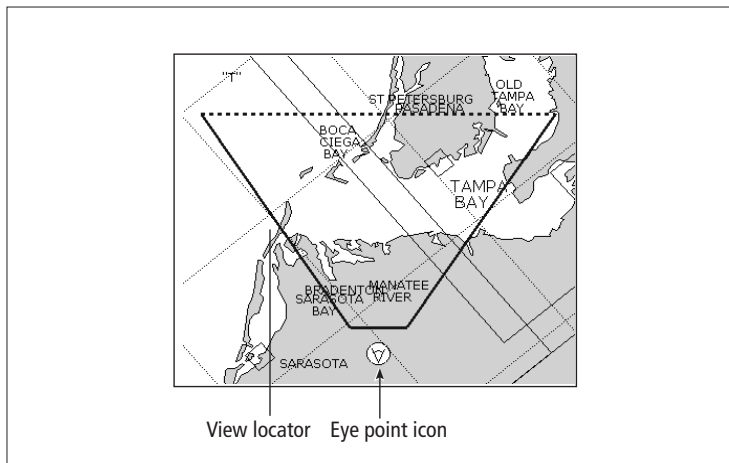 "T"
OLD
TAMPA
BAY
ST PETERSBURG
PASADENA
BOCA
CIEGA
BAY
TAMPA
BAY
MANATEE
RIVER
BRADENTON
SARASOTA
BAY
SARASOTA
View locator
Eye point icon